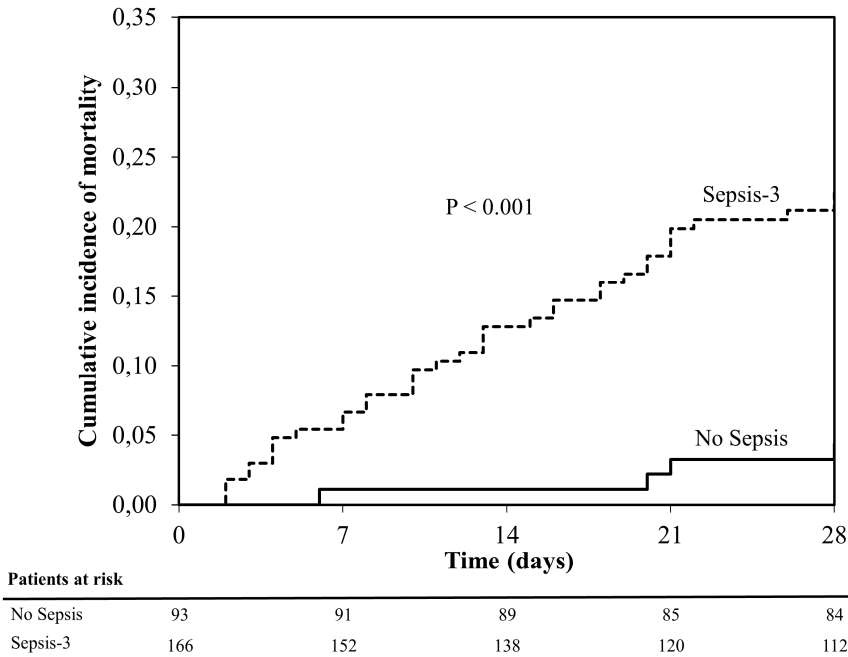 Cumulative incidence of mortality
0,35
0,30
0,25
0,20
0,15
0,10
0,05
0,00
P < 0.001
Sepsis-3
No Sepsis
0 7 14 21 28
Time (days)
Patients at risk
No Sepsis 93 91 89 85 84
Sepsis-3 166 152 138 120 112